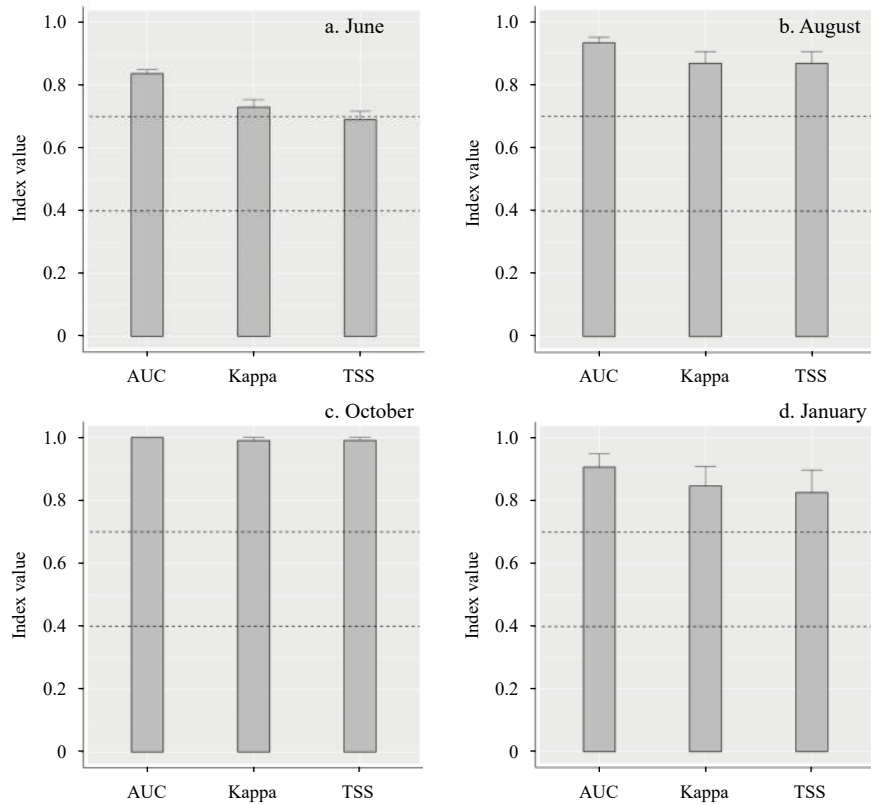 a. June
1.0
0.8
0.6
0.4
0.2
0
Index value
AUC Kappa TSS
b. August
1.0
0.8
0.6
0.4
0.2
0
Index value
AUC Kappa TSS
c. October
1.0
0.8
0.6
0.4
0.2
0
Index value
AUC Kappa TSS
d. January
1.0
0.8
0.6
0.4
0.2
0
Index value
AUC Kappa TSS